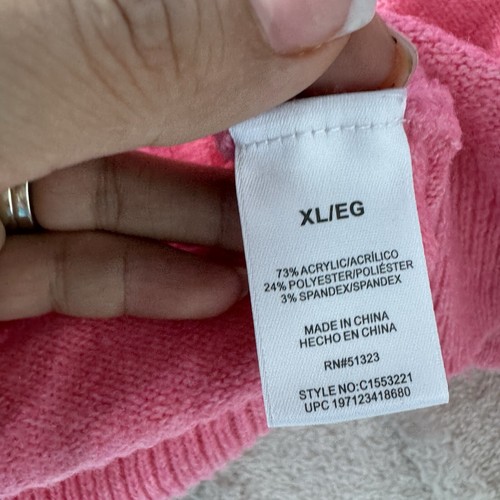 XL/EG
73% ACRYLIC/ACRÍLICO
24% POLYESTER/POLIÉSTER
3% SPANDEX/SPANDEX
MADE IN CHINA
HECHO EN CHINA
RN#51323
STYLE NO:C1553221
UPC 197123418680